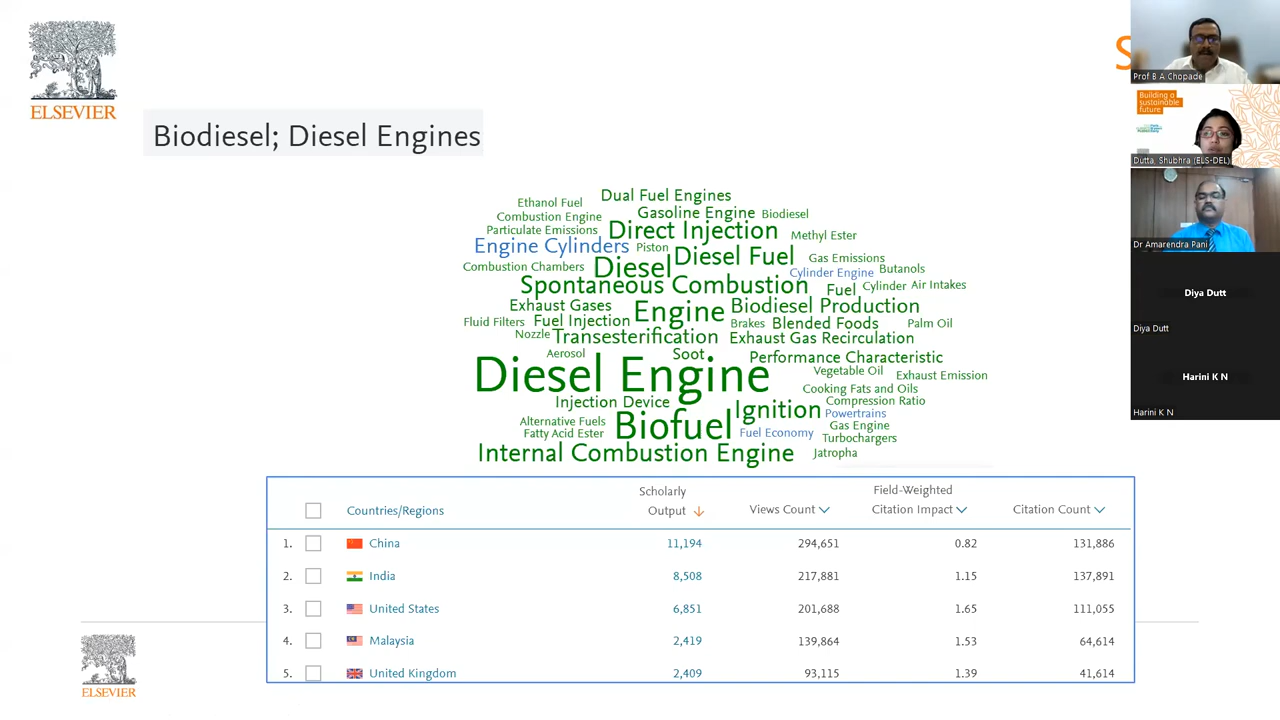 ELSEVIER
S
Biodiesel; Diesel Engines
Ethanol Fuel Dual Fuel Engines
Combustion Engine Gasoline Engine Biodiesel
Particulate Emissions Direct Injection Methyl Ester
Engine Cylinders Piston Diesel Fuel Gas Emissions
Combustion Chambers Diesel Cylinder Engine Butanols
Spontaneous Combustion Fuel Cylinder Air Intakes
Exhaust Gases Engine Biodiesel Production
Fluid Filters Fuel Injection Brakes Blended Foods Palm Oil
Nozzle Transesterification Exhaust Gas Recirculation
Aerosol Soot Performance Characteristic
Diesel Engine Vegetable Oil Exhaust Emission
Cooking Fats and Oils
Injection Device Ignition Compression Ratio
Alternative Fuels Biofuel Powertrains
Fatty Acid Ester Fuel Economy Gas Engine
Turbochargers
Internal Combustion Engine Jatropha
Countries/Regions Scholarly Output Views Count Field-Weighted Citation Impact Citation Count
1. China 11,194 294,651 0.82 131,886
2. India 8,508 217,881 1.15 137,891
3. United States 6,851 201,688 1.65 111,055
4. Malaysia 2,419 139,864 1.53 64,614
5. United Kingdom 2,409 93,115 1.39 41,614
ELSEVIER
Prof B A Chopade
Building a
sustainable
future
Dutta, Shubhra (ELS-DEL)
Dr Amarendra Pani
Diya Dutt
Diya Dutt
Harini K N
Harini K N